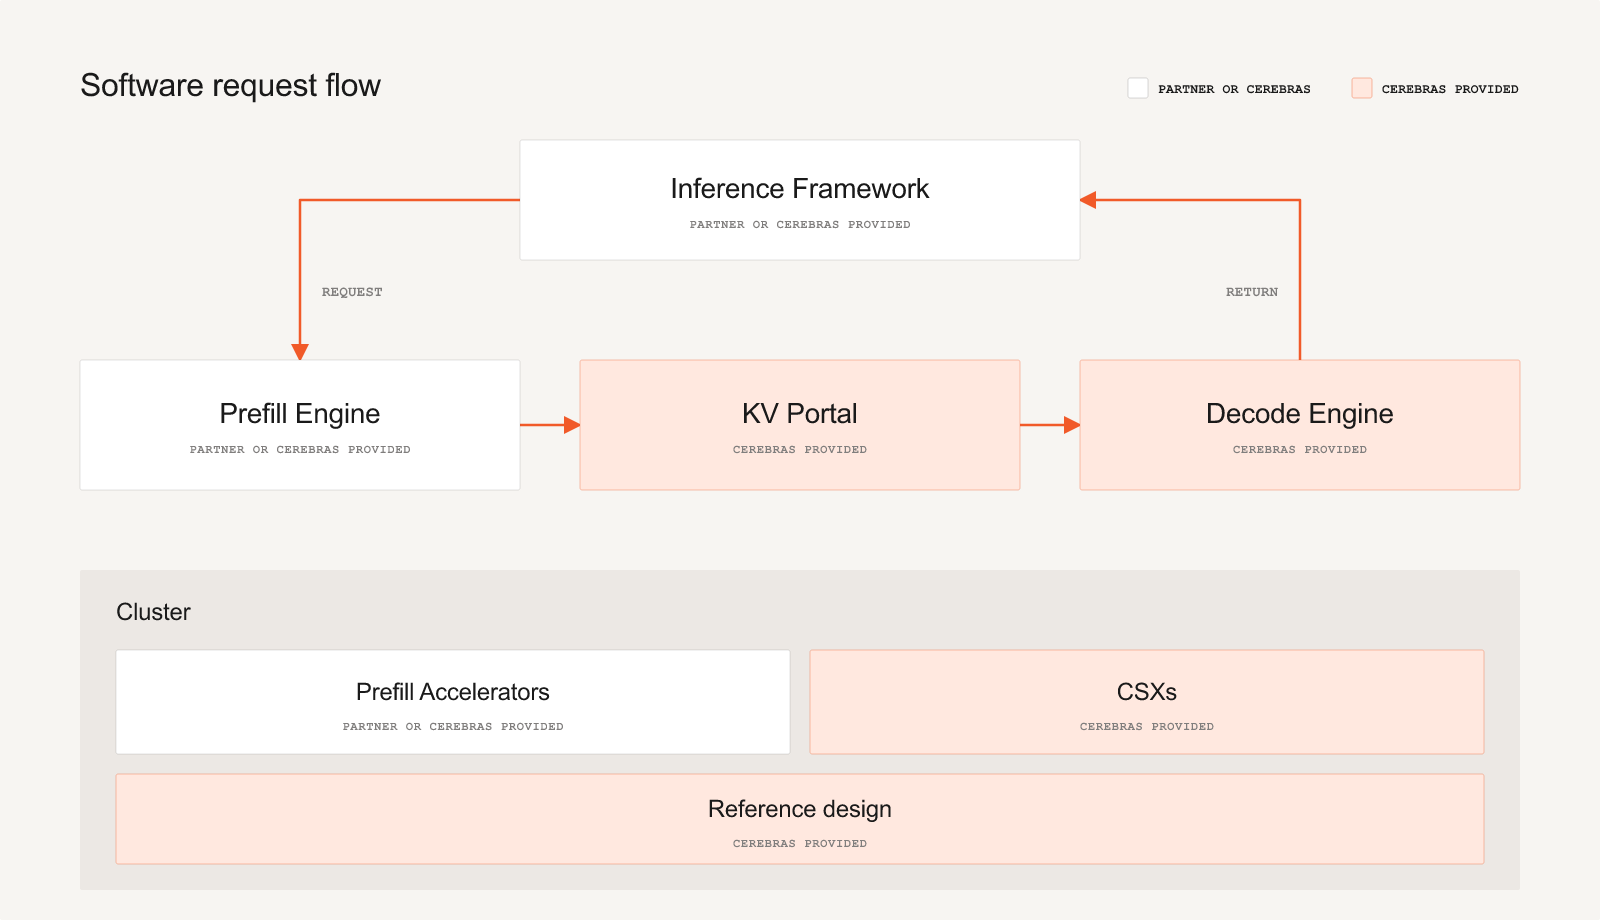 Software request flow
PARTNER OR CEREBRAS
CEREBRAS PROVIDED
Inference Framework
PARTNER OR CEREBRAS PROVIDED
REQUEST
RETURN
Prefill Engine
PARTNER OR CEREBRAS PROVIDED
KV Portal
CEREBRAS PROVIDED
Decode Engine
CEREBRAS PROVIDED
Cluster
Prefill Accelerators
PARTNER OR CEREBRAS PROVIDED
CSXs
CEREBRAS PROVIDED
Reference design
CEREBRAS PROVIDED